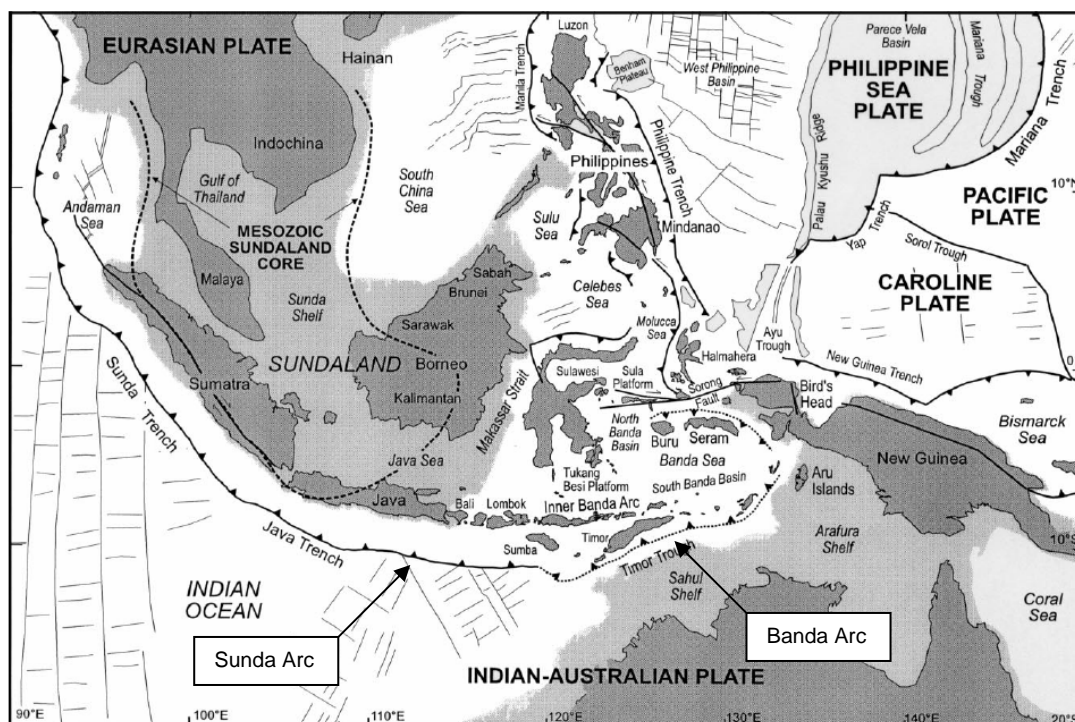 EURASIAN PLATE
Hainan
Luzon
Manila Trench
Benham
Plateau
West Philippine
Basin
Parece Vela
Basin
Mariana
Trough
Mariana Trench
PHILIPPINE
SEA
PLATE
Palau Kyushu Ridge
Indochina
Gulf of
Thailand
South
China
Sea
Philippines
Philippine Trench
10°N
PACIFIC
PLATE
Andaman
Sea
MESOZOIC
SUNDALAND
CORE
Sulu
Sea
Mindanao
Yap
Trench
Sorol Trough
Malaya
Sunda
Shelf
Sabah
Brunei
Celebes
Sea
CAROLINE
PLATE
Sarawak
Molucca
Sea
Ayu
Trough
Sunda Trench
Sumatra
SUNDALAND
Borneo
Kalimantan
Makassar Strait
Sulawesi
Sula
Platform
Halmahera
Sorong
Fault
New Guinea Trench
0°
Bird's
Head
Bismarck
Sea
North
Banda
Basin
Buru
Seram
Java Sea
Banda Sea
New Guinea
Tukang
Besi Platform
South Banda Basin
Aru
Islands
Java
Bali
Lombok
Inner Banda Arc
Java Trench
Sumba
Timor
Timor Trough
Arafura
Shelf
10°S
INDIAN
OCEAN
Sahul
Shelf
Coral
Sea
Sunda Arc
Banda Arc
INDIAN-AUSTRALIAN PLATE
90°E
100°E
110°E
120°E
130°E
140°E
20°S